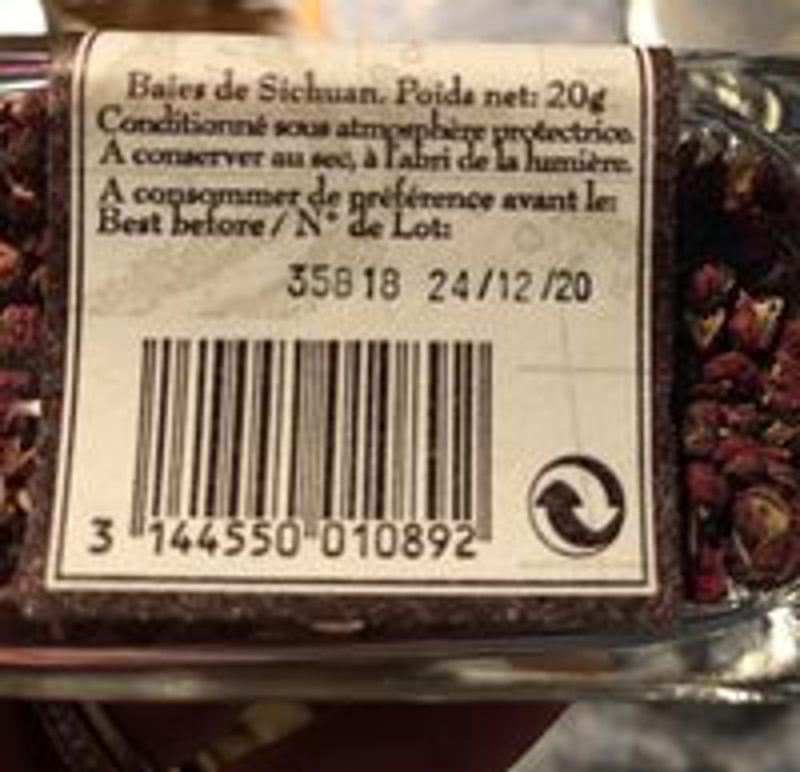 Baies de Sichuan. Poids net: 20g
Conditionné sous atmosphère protectrice.
A conserver au sec, à l'abri de la lumière.
A consommer de préférence avant le:
Best before / N° de Lot:
35818 24/12/20
3 144550 010892